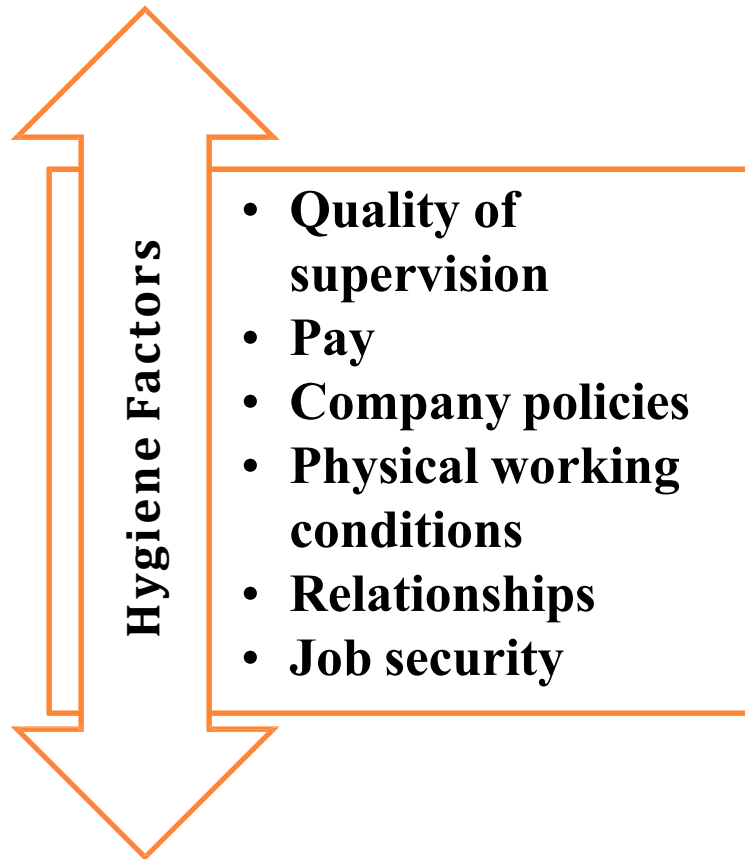 Hygiene Factors
• Quality of
supervision
• Pay
• Company policies
• Physical working
conditions
• Relationships
• Job security